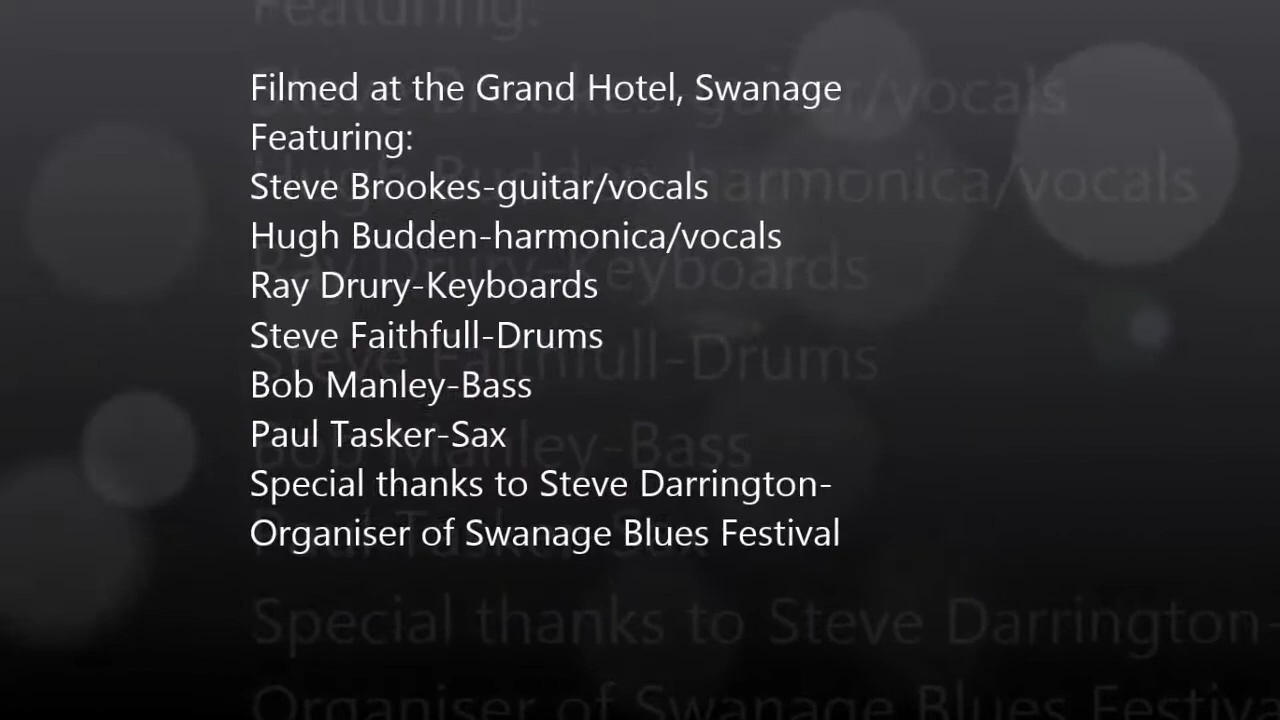 Filmed at the Grand Hotel, Swanage
Featuring:
Steve Brookes-guitar/vocals
Hugh Budden-harmonica/vocals
Ray Drury-Keyboards
Steve Faithfull-Drums
Bob Manley-Bass
Paul Tasker-Sax
Special thanks to Steve Darrington-
Organiser of Swanage Blues Festival